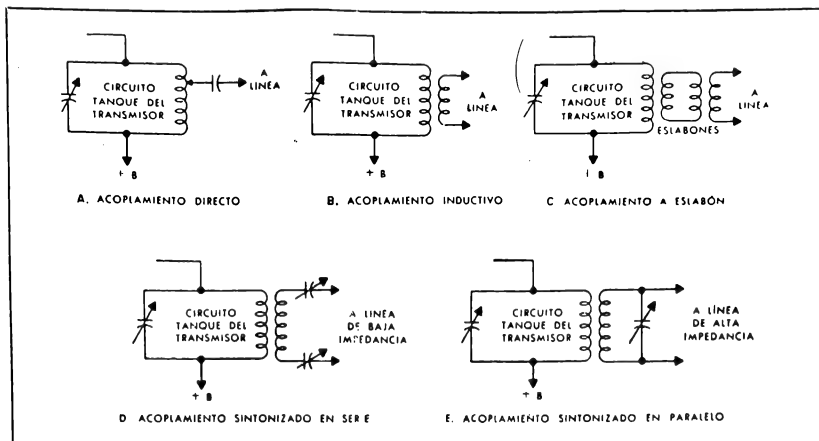 CIRCUITO
TANQUE DEL
TRANSMISOR
A
LINEA
+ B
A. ACOPLAMIENTO DIRECTO
CIRCUITO
TANQUE DEL
TRANSMISOR
A
LINEA
+ B
B. ACOPLAMIENTO INDUCTIVO
CIRCUITO
TANQUE DEL
TRANSMISOR
ESLABONES
A
LINEA
+ B
C ACOPLAMIENTO A ESLABÓN
CIRCUITO
TANQUE DEL
TRANSMISOR
A LINEA
DE BAJA
IMPEDANCIA
+ B
D ACOPLAMIENTO SINTONIZADO EN SERIE
CIRCUITO
TANQUE DEL
TRANSMISOR
A LÍNEA
DE ALTA
IMPEDANCIA
+ B
E. ACOPLAMIENTO SINTONIZADO EN PARALELO